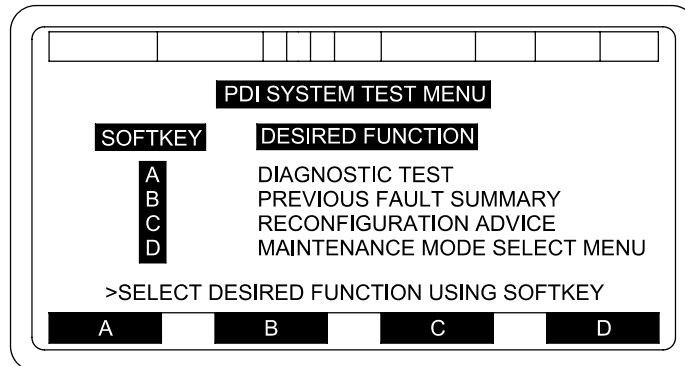 PDI SYSTEM TEST MENU
SOFTKEY DESIRED FUNCTION
A DIAGNOSTIC TEST
B PREVIOUS FAULT SUMMARY
C RECONFIGURATION ADVICE
D MAINTENANCE MODE SELECT MENU
>SELECT DESIRED FUNCTION USING SOFTKEY
A B C D